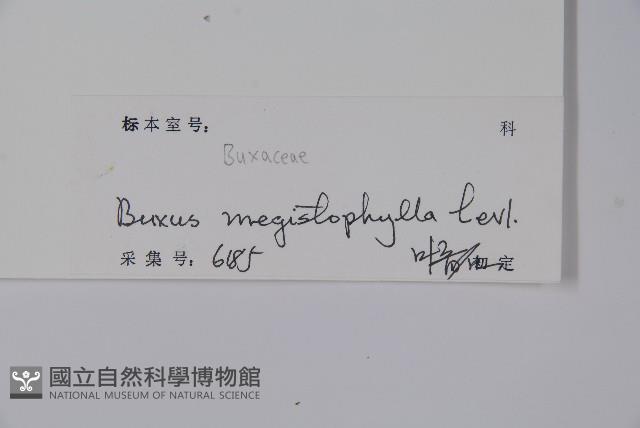 标本室号： 科
Buxaceae
Buxus megistophylla Levl.
采集号： 6185 初定
國立自然科學博物館
NATIONAL MUSEUM OF NATURAL SCIENCE